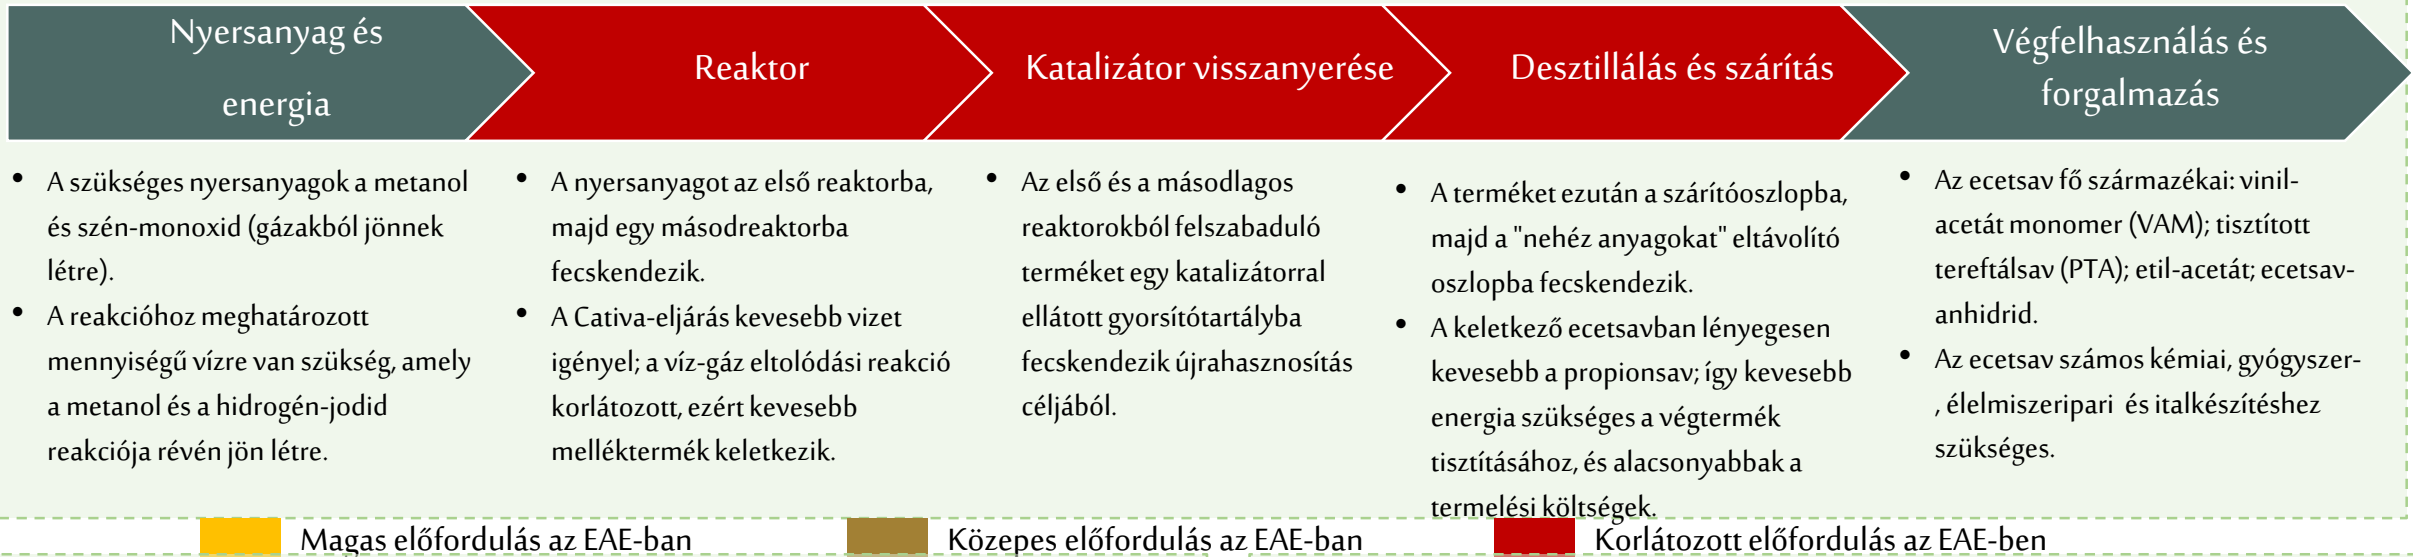 Nyersanyag és
energia
Reaktor
Katalizátor visszanyerése
Desztillálás és szárítás
Végfelhasználás és
forgalmazás
• A szükséges nyersanyagok a metanol
és szén-monoxid (gázakból jönnek
létre).
• A reakcióhoz meghatározott
mennyiségű vízre van szükség, amely
a metanol és a hidrogén-jodid
reakciója révén jön létre.
• A nyersanyagot az első reaktorba,
majd egy másodreaktorba
fecskendezik.
• A Cativa-eljárás kevesebb vizet
igényel; a víz-gáz eltolódási reakció
korlátozott, ezért kevesebb
melléktermék keletkezik.
• Az első és a másodlagos
reaktorokból felszabaduló
terméket egy katalizátorral
ellátott gyorsítótartályba
fecskendezik újrahasznosítás
céljából.
• A terméket ezután a szárítóoszlopba,
majd a "nehéz anyagokat" eltávolító
oszlopba fecskendezik.
• A keletkező ecetsavban lényegesen
kevesebb a propionsav; így kevesebb
energia szükséges a végtermék
tisztításához, és alacsonyabbak a
termelési költségek.
• Az ecetsav fő származékai: vinil-
acetát monomer (VAM); tisztított
tereftálsav (PTA); etil-acetát; ecetsav-
anhidrid.
• Az ecetsav számos kémiai, gyógyszer-
, élelmiszeripari és italkészítéshez
szükséges.
Magas előfordulás az EAE-ban
Közepes előfordulás az EAE-ban
Korlátozott előfordulás az EAE-ben